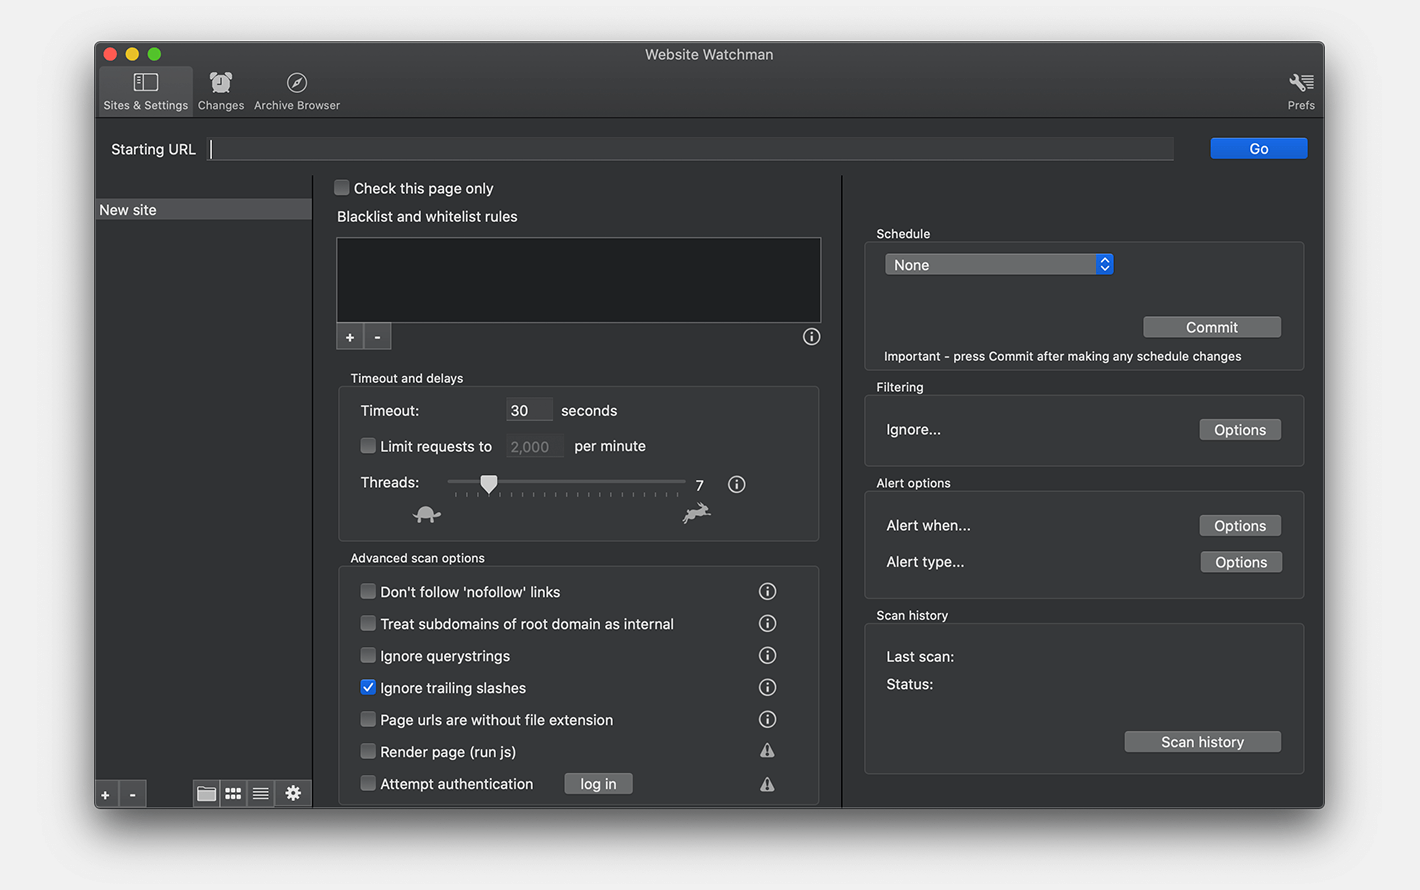 Website Watchman
Sites & Settings
Changes
Archive Browser
Prefs
Starting URL
Go
New site
Check this page only
Blacklist and whitelist rules
+ -
Timeout and delays
Timeout: 30 seconds
Limit requests to 2,000 per minute
Threads: 7
Advanced scan options
Don't follow 'nofollow' links
Treat subdomains of root domain as internal
Ignore querystrings
Ignore trailing slashes
Page urls are without file extension
Render page (run js)
Attempt authentication log in
Schedule
None
Commit
Important - press Commit after making any schedule changes
Filtering
Ignore... Options
Alert options
Alert when... Options
Alert type... Options
Scan history
Last scan:
Status:
Scan history
+ -